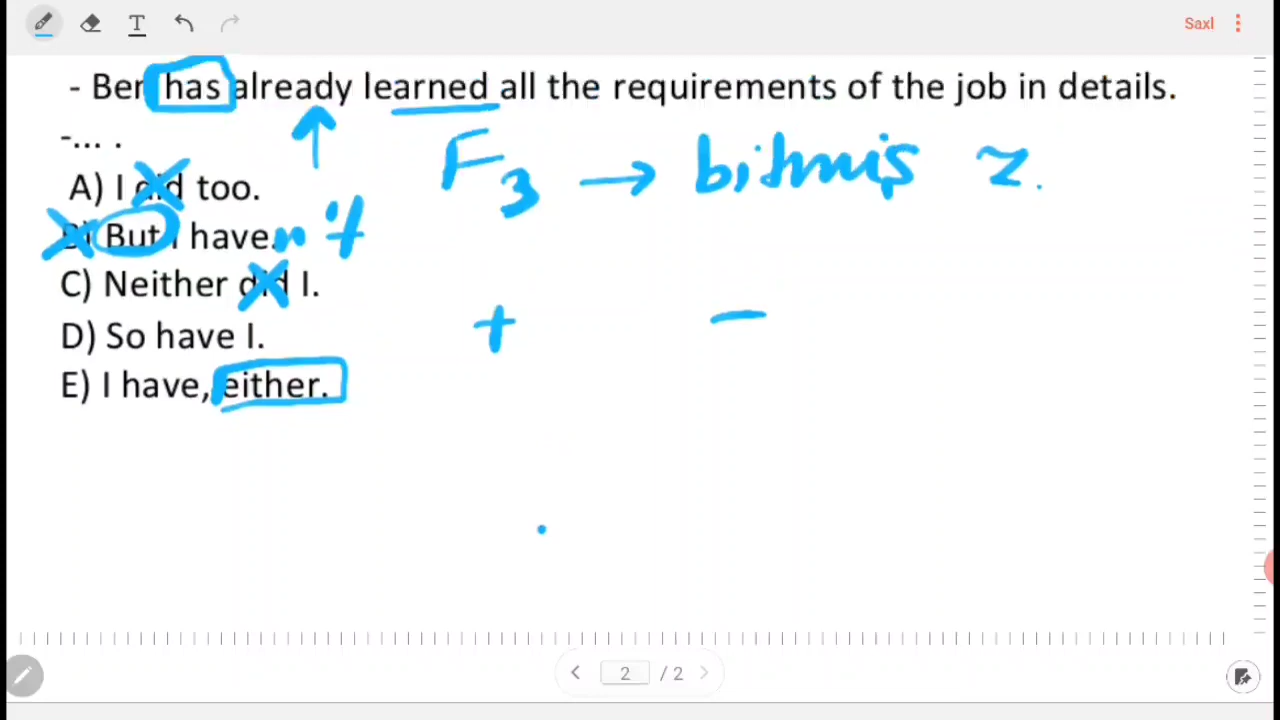 Saxl
- Ben has already learned all the requirements of the job in details.
-... .
F3 → bitmiş z.
A) I did too.
B) But I have. n't
C) Neither did I.
+ –
D) So have I.
E) I have, either.
2 / 2